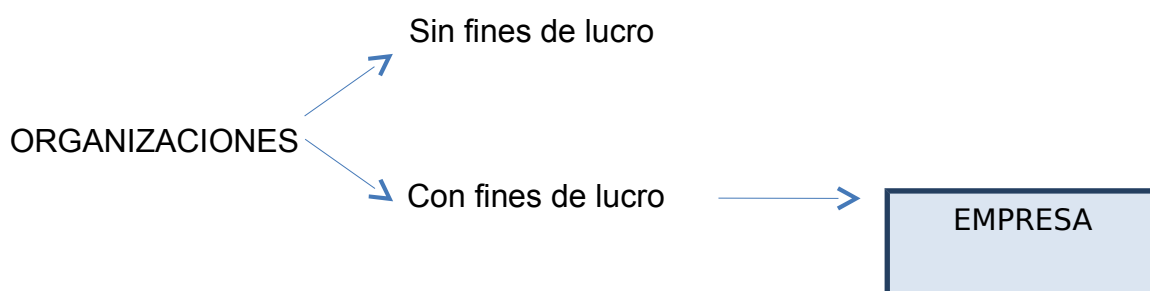 Sin fines de lucro
ORGANIZACIONES
Con fines de lucro
EMPRESA